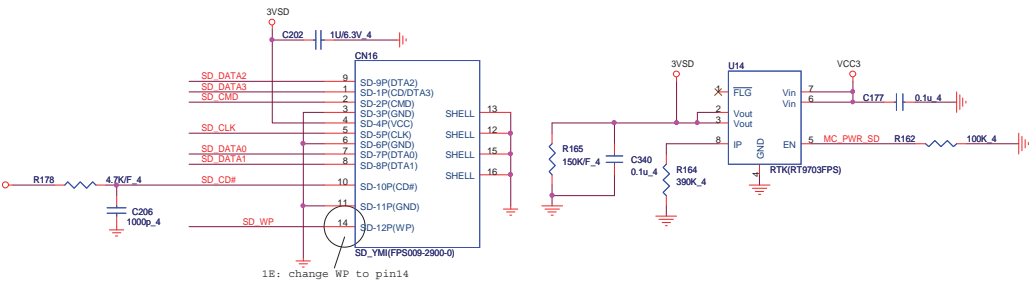 3VSD
C202
1U/6.3V_4
CN16
SD_DATA2
9
SD-9P(DTA2)
SD_DATA3
1
SD-1P(CD/DTA3)
SD_CMD
2
SD-2P(CMD)
3
SD-3P(GND)
4
SD-4P(VCC)
SD_CLK
5
SD-5P(CLK)
6
SD-6P(GND)
SD_DATA0
7
SD-7P(DTA0)
SD_DATA1
8
SD-8P(DTA1)
R178
4.7K/F_4
SD_CD#
10
SD-10P(CD#)
C206
1000p_4
11
SD-11P(GND)
SD_WP
14
SD-12P(WP)
SHELL
13
SHELL
12
SHELL
15
SHELL
16
SD_YMI(FPS009-2900-0)
1E: change WP to pin14
3VSD
U14
VCC3
1
FLG
Vin
7
Vin
6
C177
0.1u_4
2
Vout
3
Vout
8
IP
GND
4
EN
5
MC_PWR_SD
R162
100K_4
RTK(RT9703FPS)
R165
150K/F_4
C340
0.1u_4
R164
390K_4